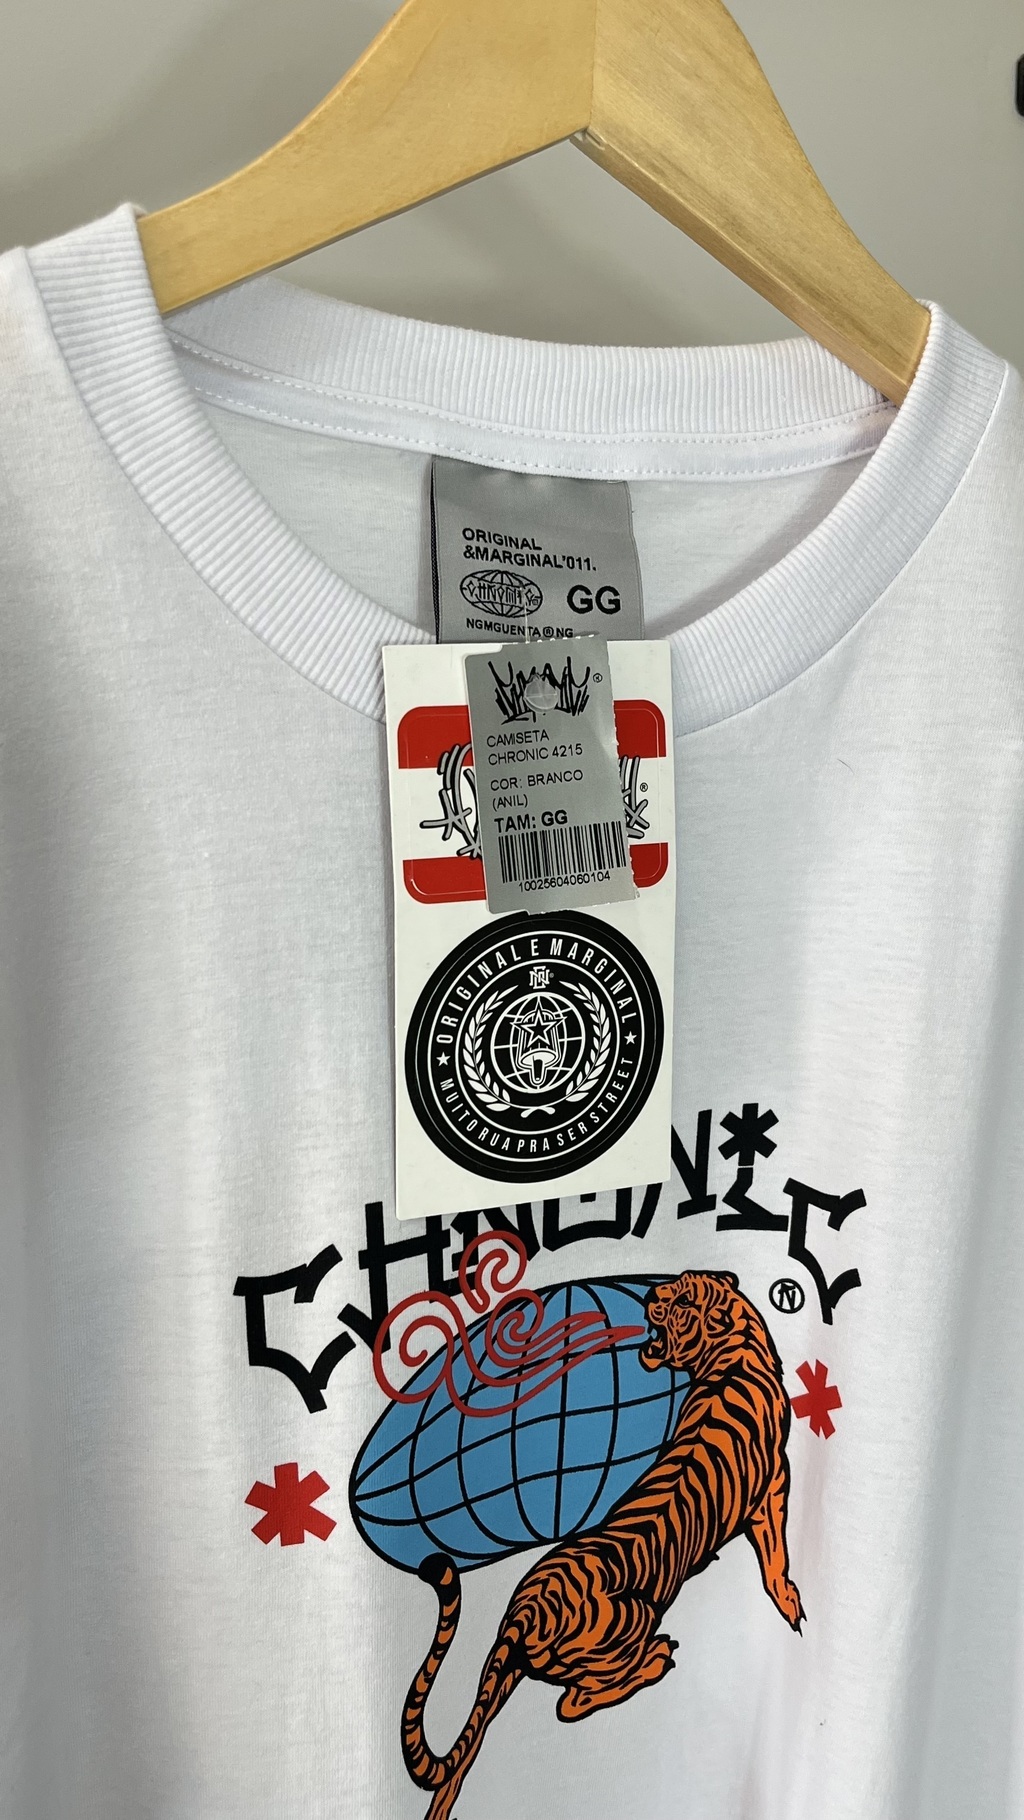 ORIGINAL
&MARGINAL'011.
CHRONIC
GG
NGMGUENTA®NG
®
CAMISETA
CHRONIC 4215
COR: BRANCO
(ANIL)
TAM: GG
10025604060104
®
ORIGINAL E MARGINAL
MUITO RUA PRA SER STREET
CHRONIC